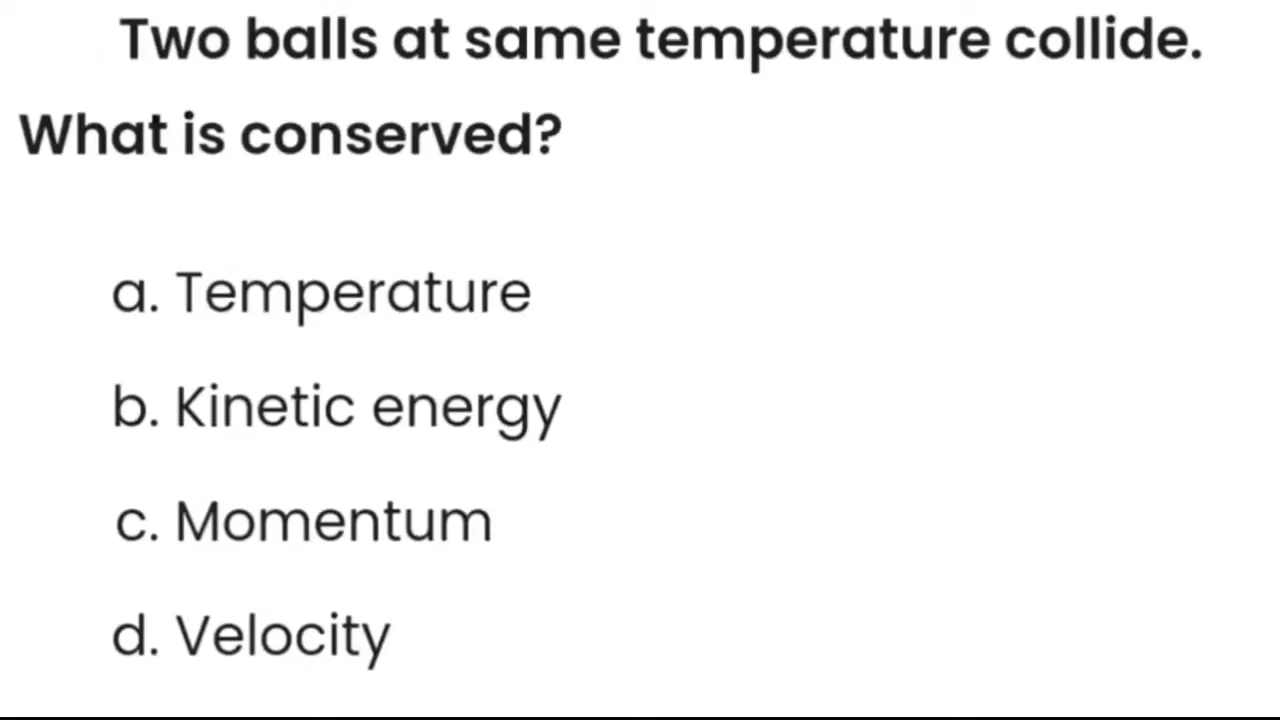 Two balls at same temperature collide.
What is conserved?
a. Temperature
b. Kinetic energy
c. Momentum
d. Velocity